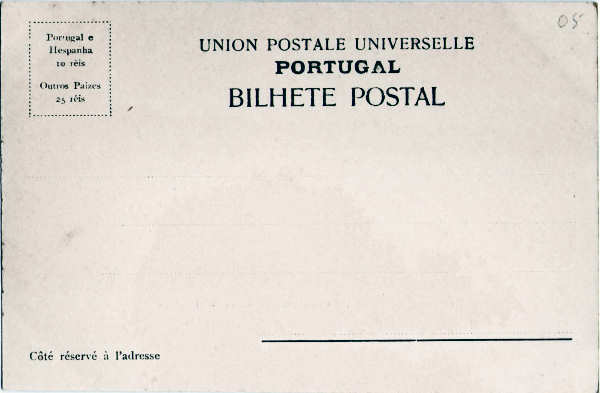 Portugal e
Hespanha
10 réis
Outros Paizes
25 réis
UNION POSTALE UNIVERSELLE
PORTUGAL
BILHETE POSTAL
05
Côté réservé à l'adresse